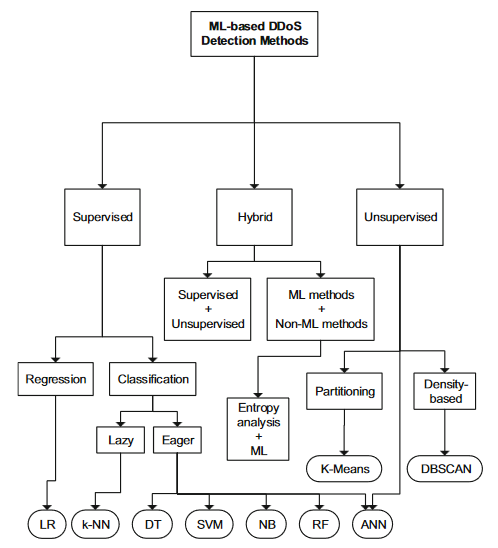 ML-based DDoS
Detection Methods
Supervised
Hybrid
Unsupervised
Supervised
+
Unsupervised
ML methods
+
Non-ML methods
Regression
Classification
Partitioning
Density-
based
Entropy
analysis
+
ML
Lazy
Eager
K-Means
DBSCAN
LR
k-NN
DT
SVM
NB
RF
ANN